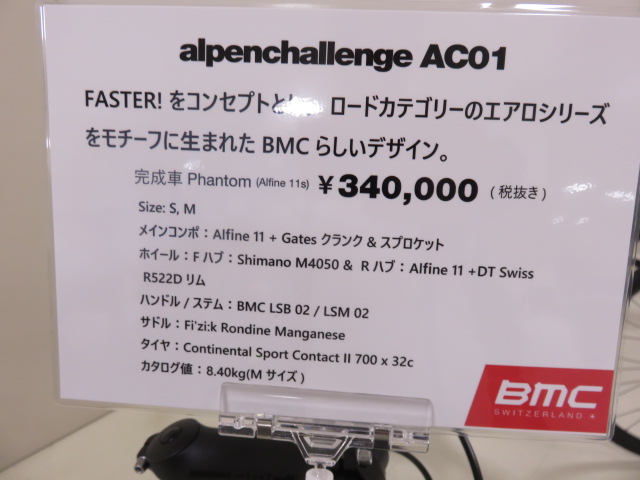 alpenchallenge AC01
FASTER! をコンセプトと ロードカテゴリーのエアロシリーズ
をモチーフに生まれた BMC らしいデザイン。
完成車 Phantom (Alfine 11s) ¥340,000 (税抜き)
Size: S, M
メインコンポ:Alfine 11 + Gates クランク & スプロケット
ホイール:F ハブ:Shimano M4050 & R ハブ:Alfine 11 +DT Swiss
R522D リム
ハンドル / ステム:BMC LSB 02 / LSM 02
サドル:Fi'zi:k Rondine Manganese
タイヤ:Continental Sport Contact II 700 x 32c
カタログ値:8.40kg(M サイズ)
BMC
SWITZERLAND +